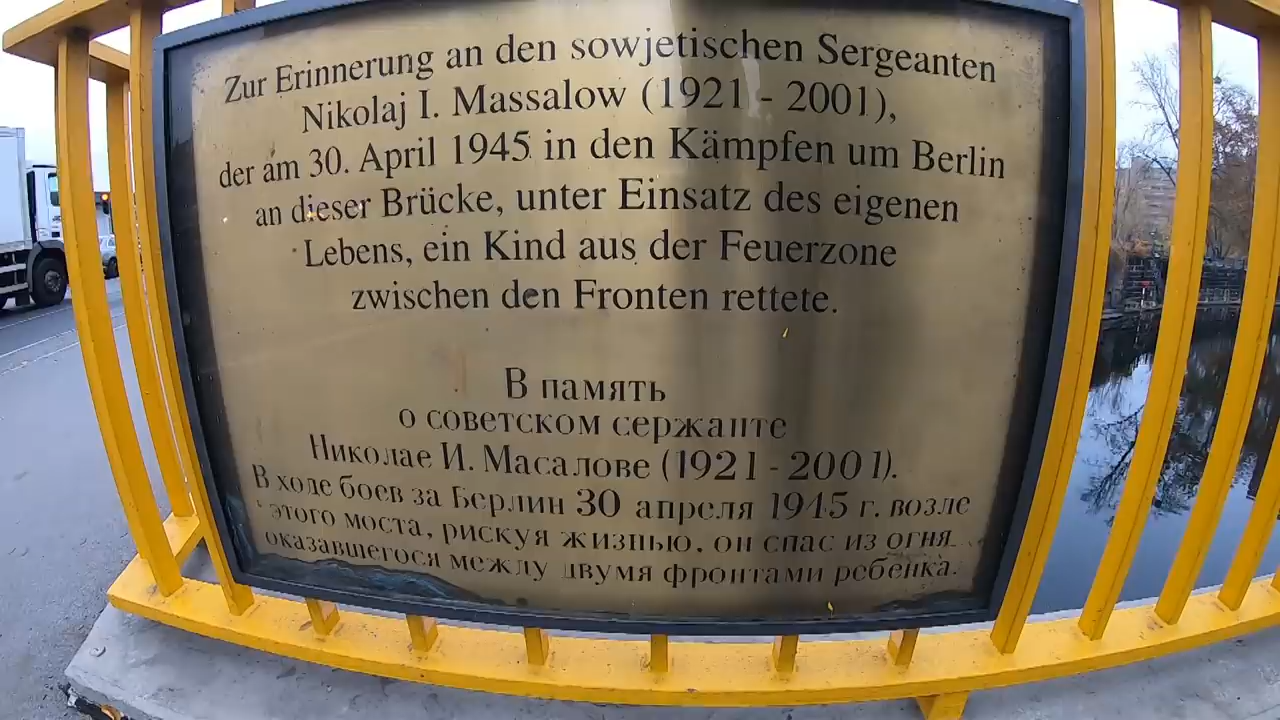 Zur Erinnerung an den sowjetischen Sergeanten
Nikolaj I. Massalow (1921 - 2001),
der am 30. April 1945 in den Kämpfen um Berlin
an dieser Brücke, unter Einsatz des eigenen
Lebens, ein Kind aus der Feuerzone
zwischen den Fronten rettete.
В память
о советском сержанте
Николае И. Масалове (1921 - 2001).
В ходе боев за Берлин 30 апреля 1945 г. возле
этого моста, рискуя жизнью, он спас из огня
оказавшегося между двумя фронтами ребенка.